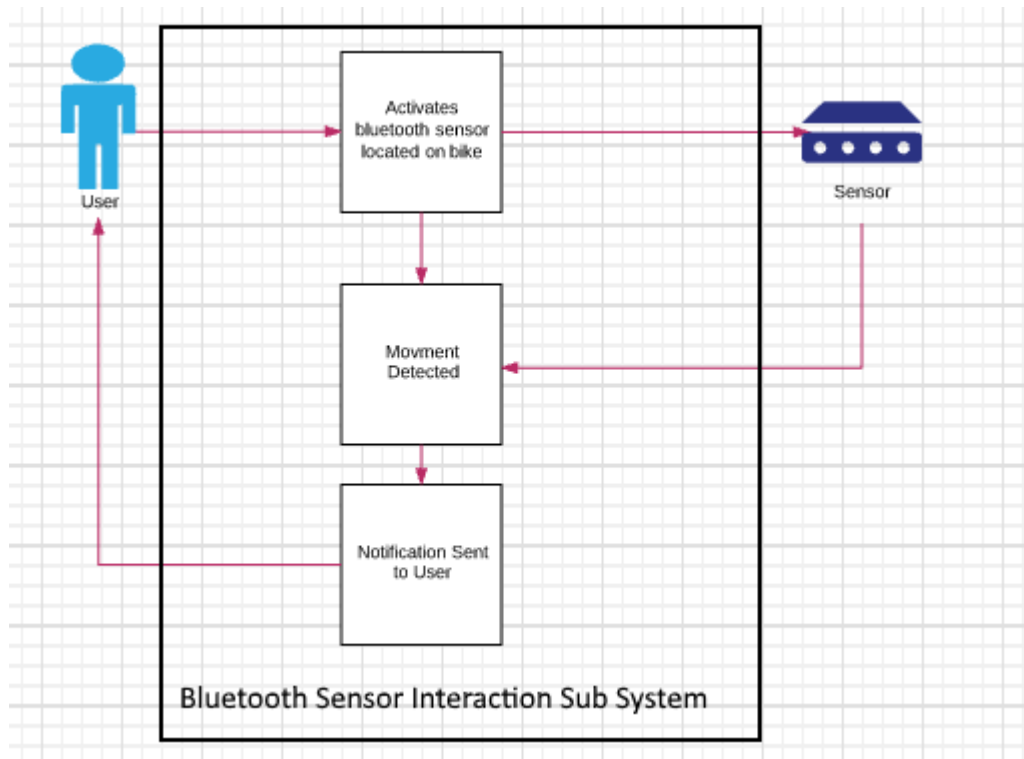 Activates
bluetooth sensor
located on bike
User
Sensor
Movment
Detected
Notification Sent
to User
Bluetooth Sensor Interaction Sub System